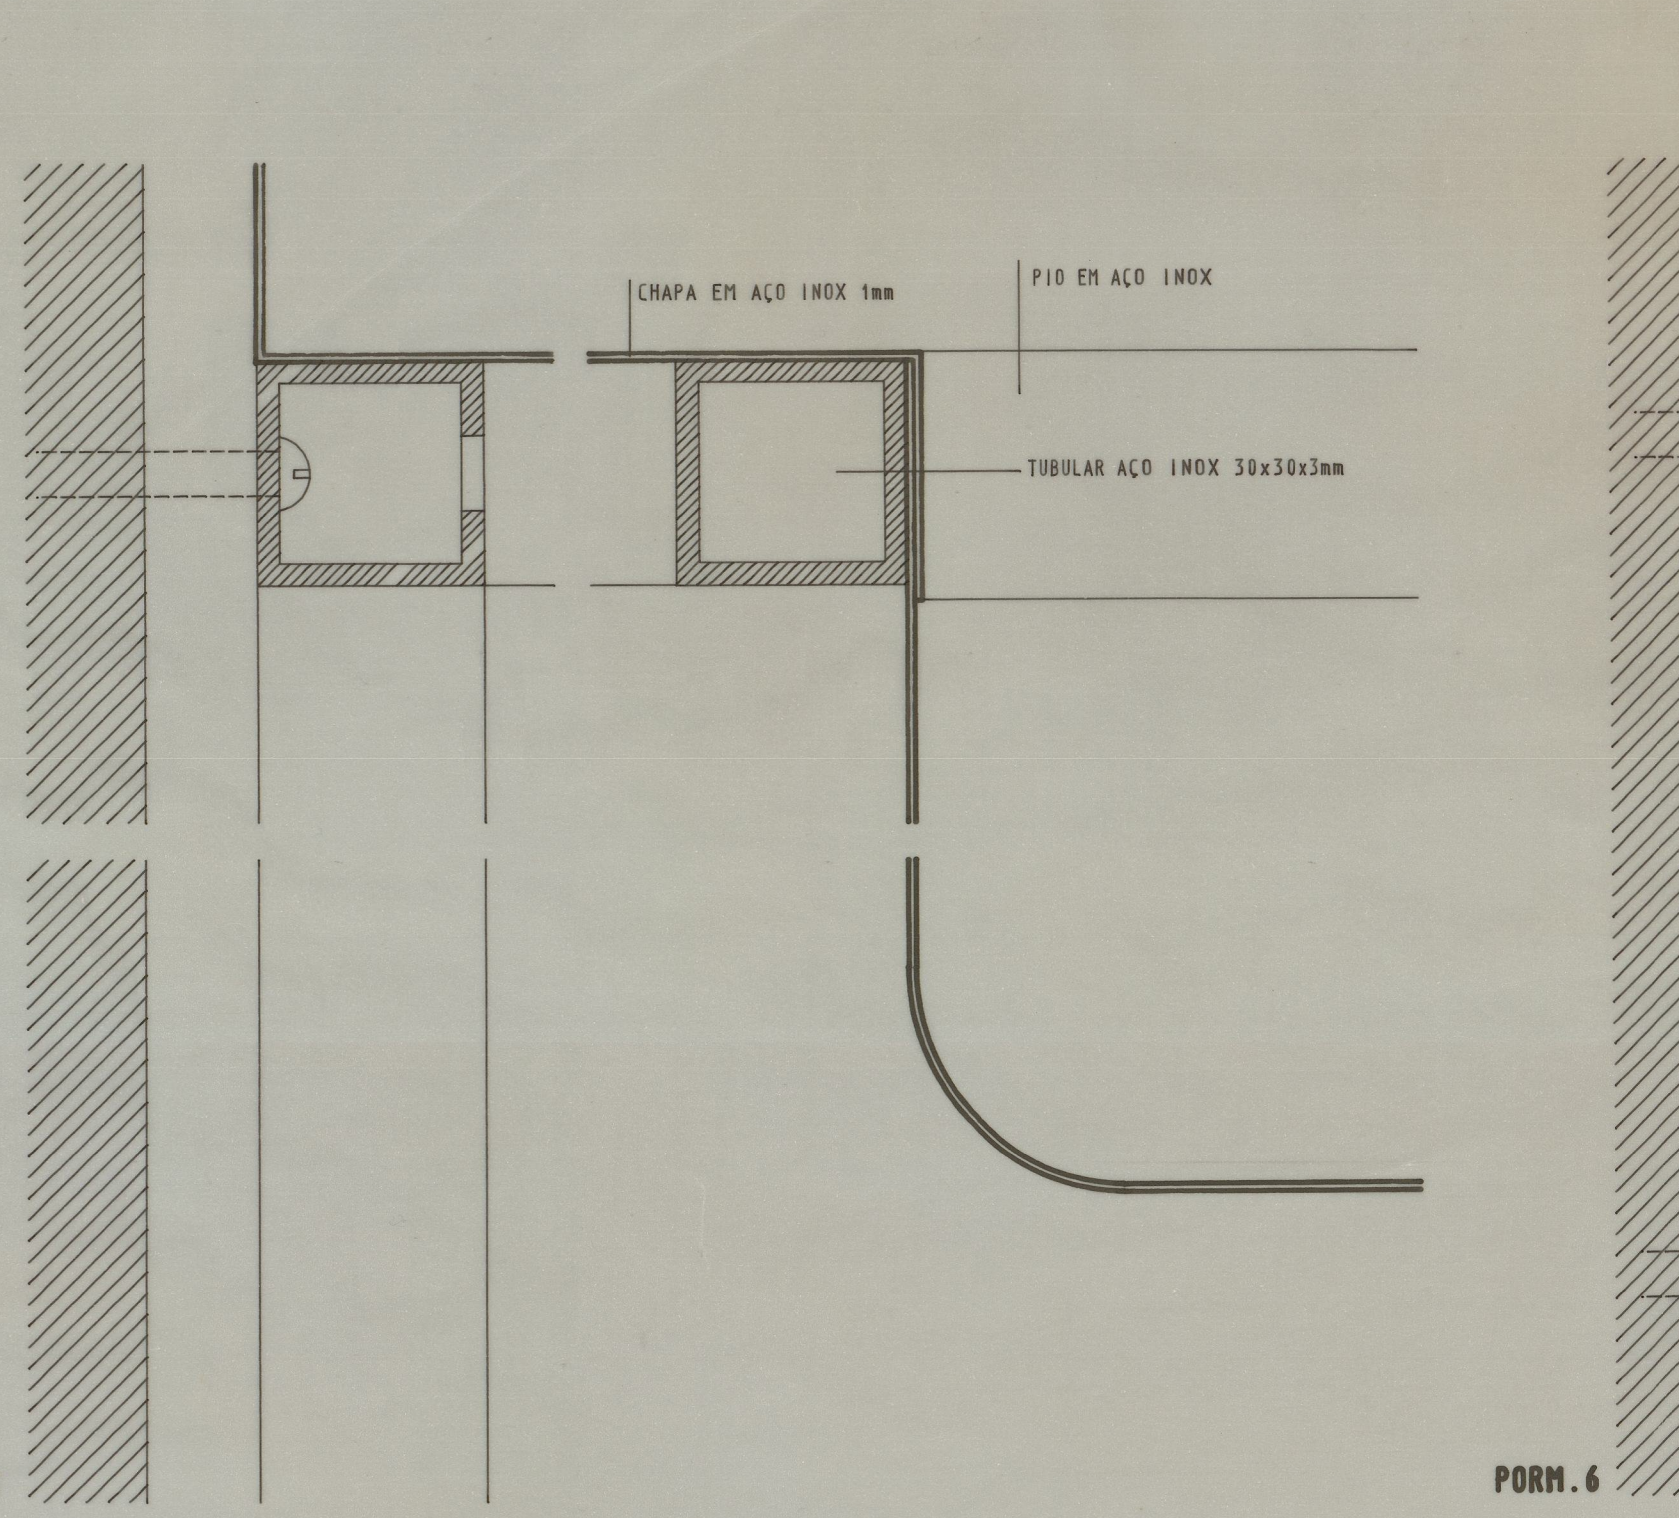 PIO EM AÇO INOX
CHAPA EM AÇO INOX 1mm
TUBULAR AÇO INOX 30x30x3mm
PORM.6